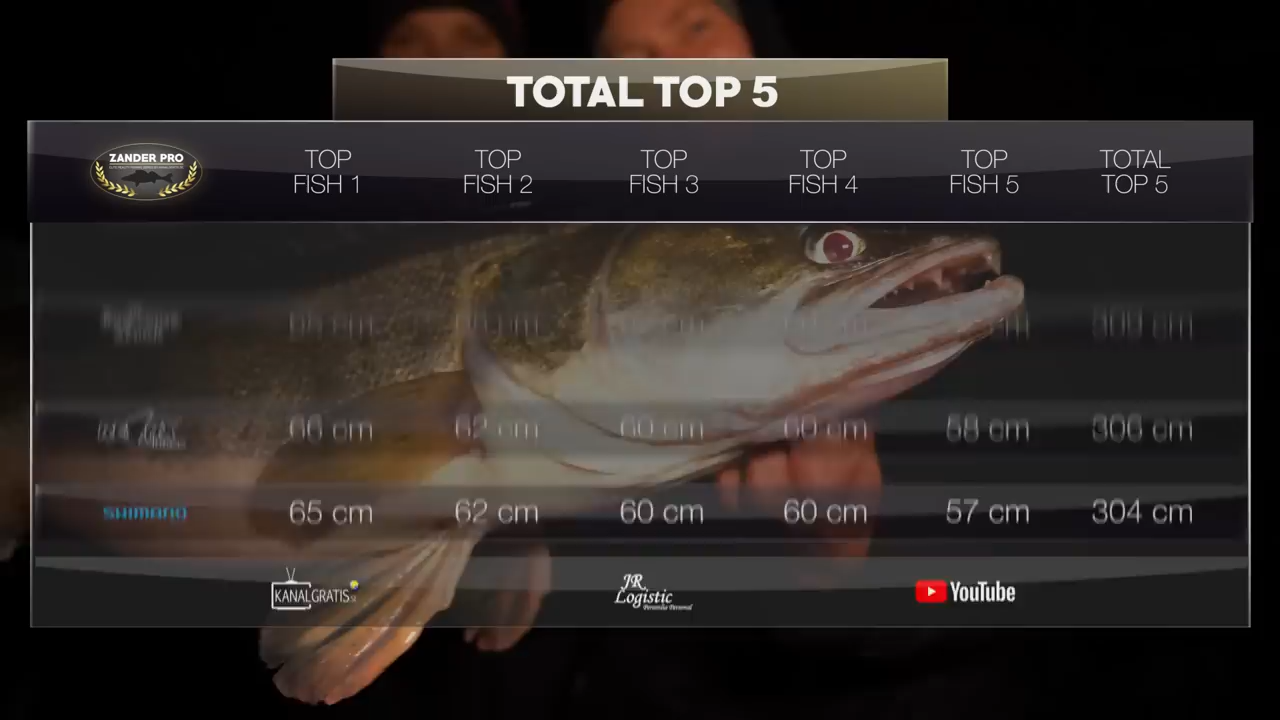 TOTAL TOP 5
ZANDER PRO
TOP FISH 1
TOP FISH 2
TOP FISH 3
TOP FISH 4
TOP FISH 5
TOTAL TOP 5
66 cm 62 cm 60 cm 60 cm 58 cm 306 cm
SHIMANO 65 cm 62 cm 60 cm 60 cm 57 cm 304 cm
KANALGRATIS
JR Logistic
YouTube